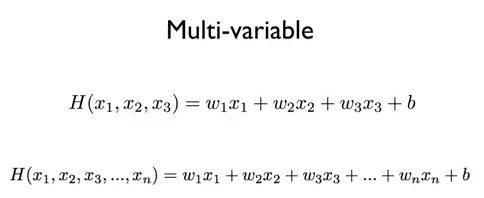 Multi-variable
H(x₁, x₂, x₃) = w₁x₁ + w₂x₂ + w₃x₃ + b
H(x₁, x₂, x₃, ..., xₙ) = w₁x₁ + w₂x₂ + w₃x₃ + ... + wₙxₙ + b